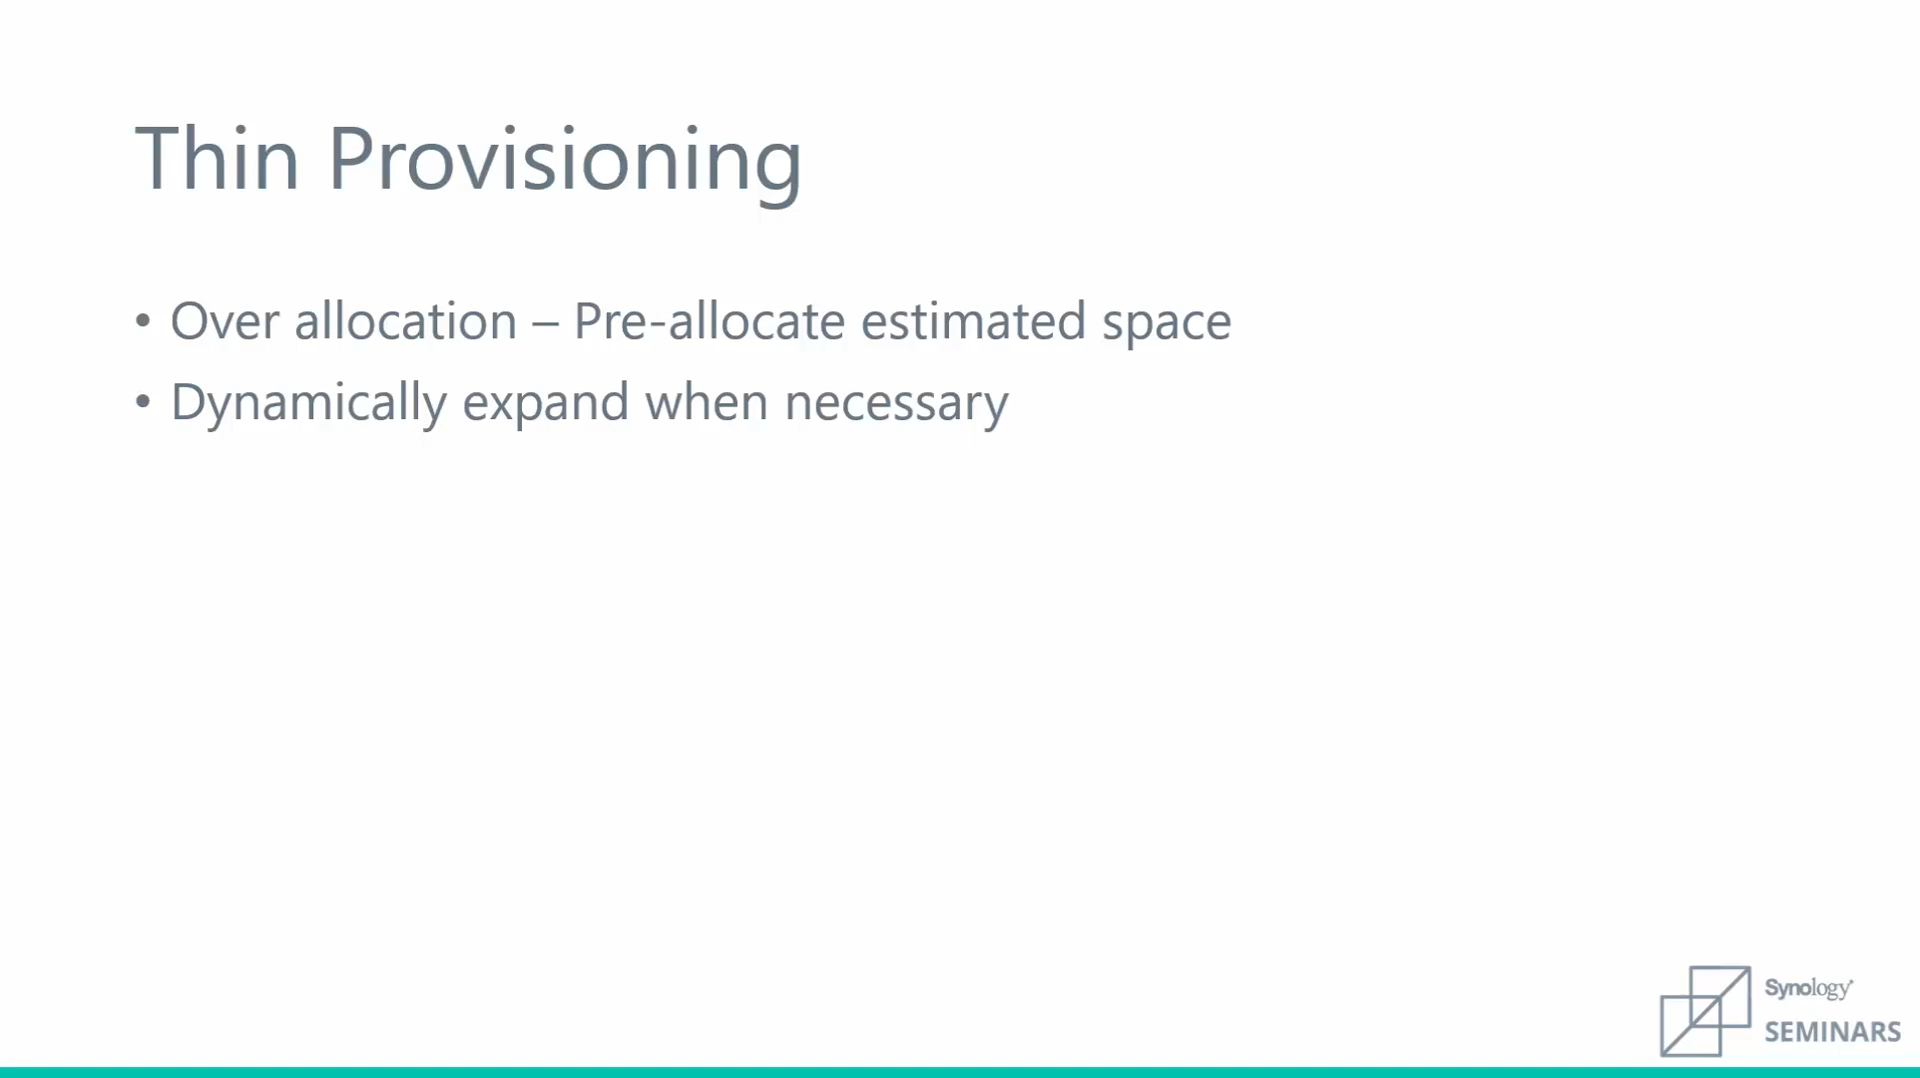 Thin Provisioning
• Over allocation – Pre-allocate estimated space
• Dynamically expand when necessary
Synology®
SEMINARS